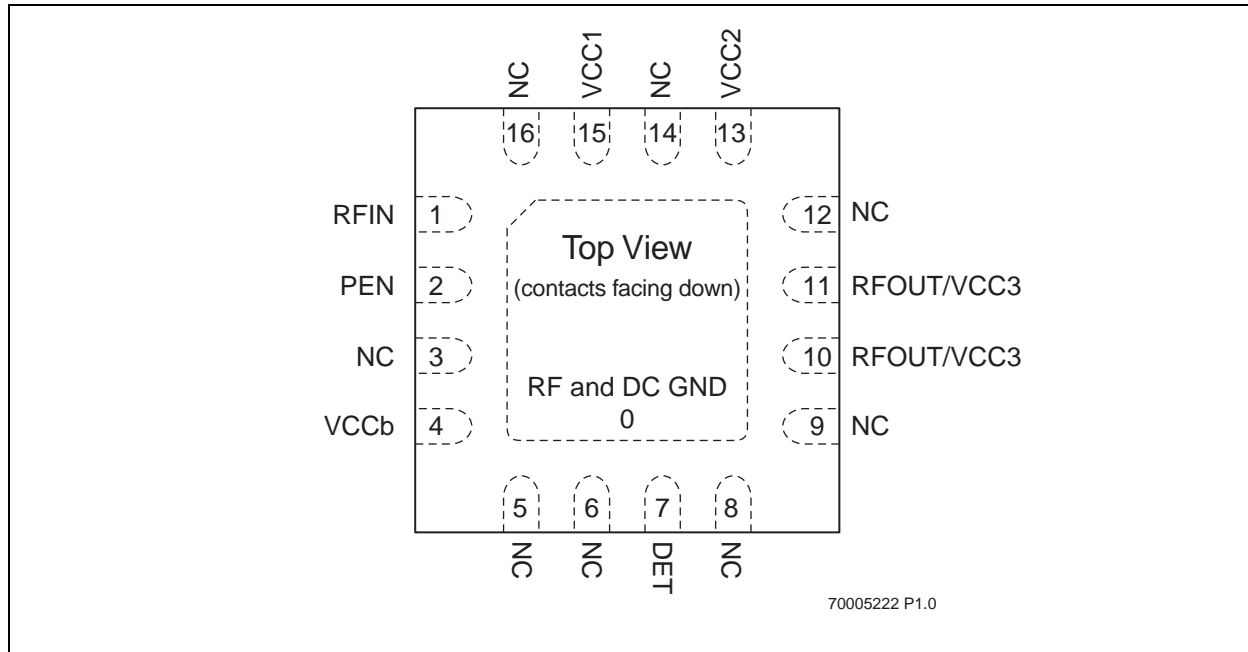 NC
VCC1
NC
VCC2
16
15
14
13
RFIN
1
12
NC
Top View
PEN
2
(contacts facing down)
11
RFOUT/VCC3
NC
3
10
RFOUT/VCC3
RF and DC GND
VCCb
4
0
9
NC
5
6
7
8
NC
NC
DET
NC
70005222 P1.0